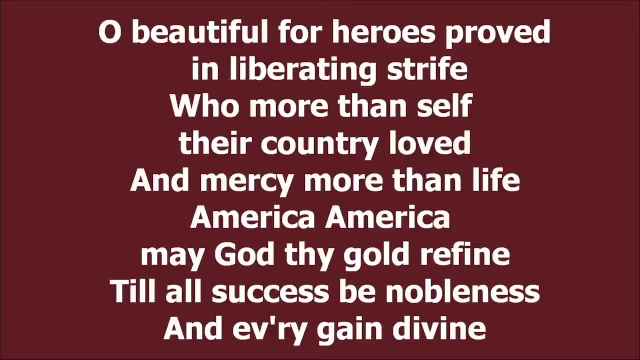 O beautiful for heroes proved
in liberating strife
Who more than self
their country loved
And mercy more than life
America America
may God thy gold refine
Till all success be nobleness
And ev'ry gain divine